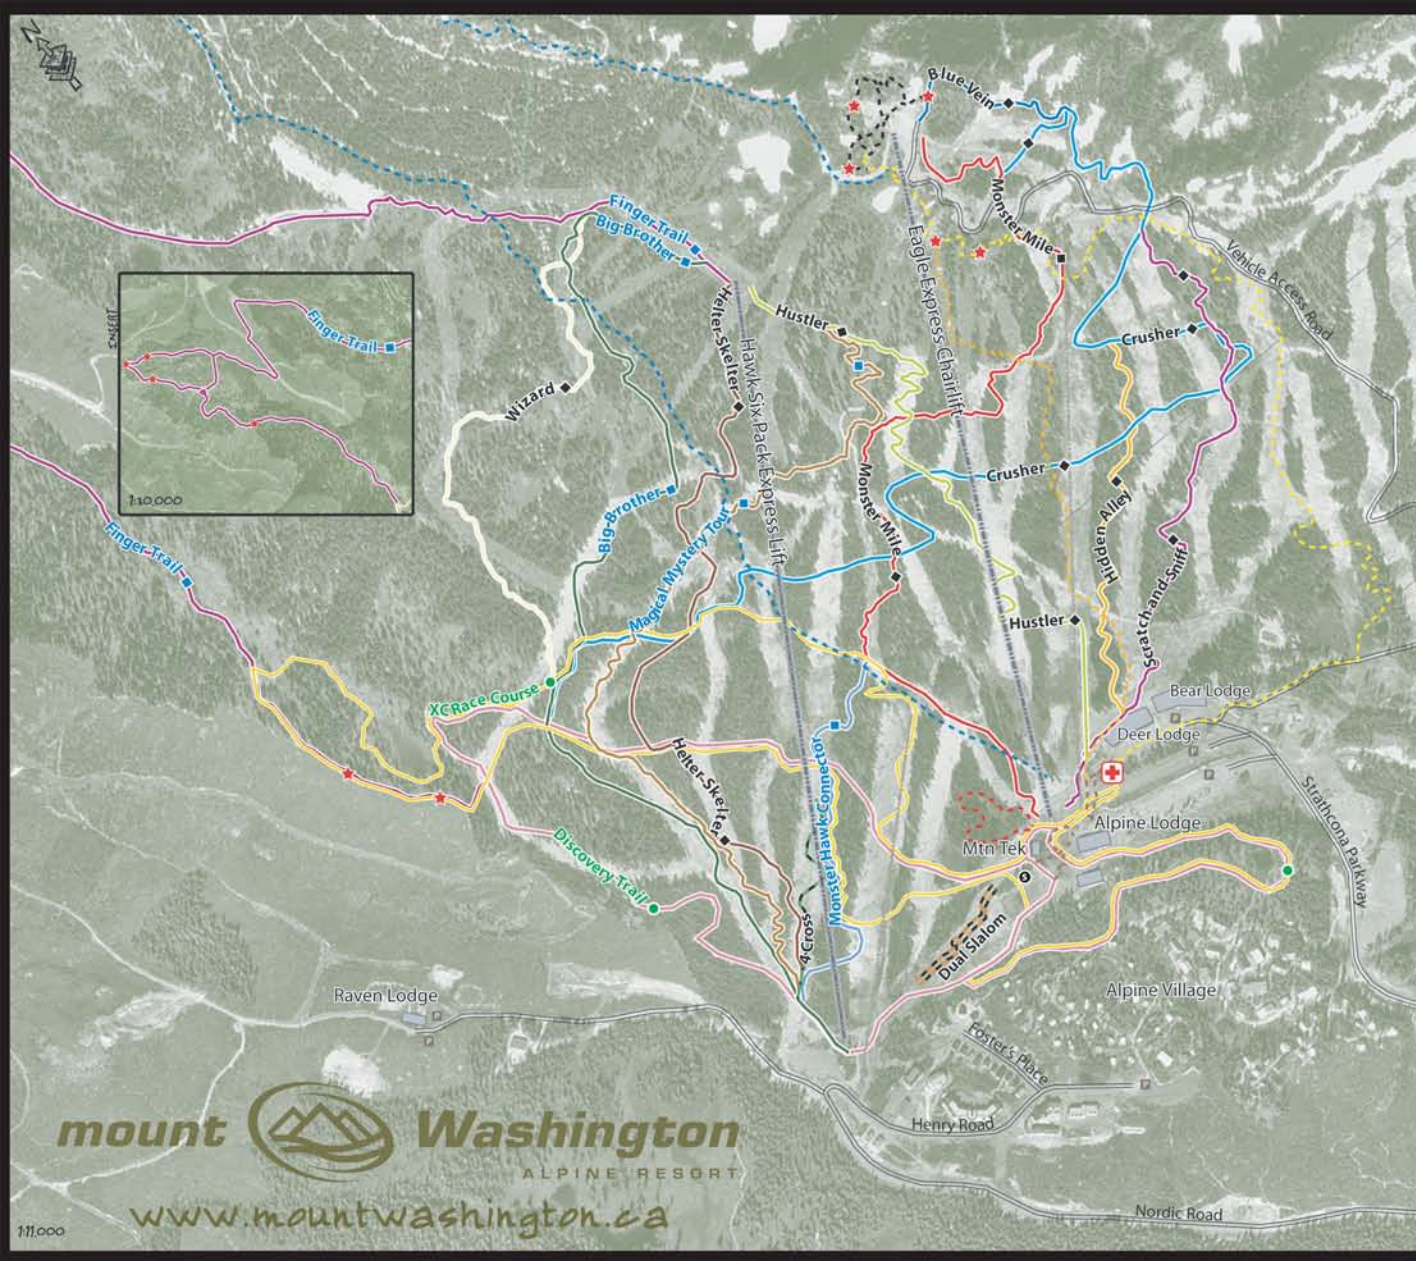 N
Blue Vein
Finger Trail
Big Brother
Monster Mile
Eagle Express Chairlift
Vehicle Access Road
INSERT
Finger Trail
1:10,000
Helter-Skelter
Hustler
Hawk Six Pack Express Lift
Crusher
Wizard
Crusher
Monster Mile
Hidden Alley
Big Brother
Magical Mystery Tour
Finger Trail
Scratch and Sniff
Hustler
XC Race Course
Bear Lodge
Deer Lodge
P
P
P
Helter-Skelter
Monster Hawk Connector
Strathcona Parkway
Alpine Lodge
Mtn Tek
$
Discovery Trail
4 Cross
Dual Slalom
Raven Lodge
P
P
Alpine Village
Foster's Place
P
Henry Road
mount Washington
ALPINE RESORT
www.mountwashington.ca
Nordic Road
1:11,000